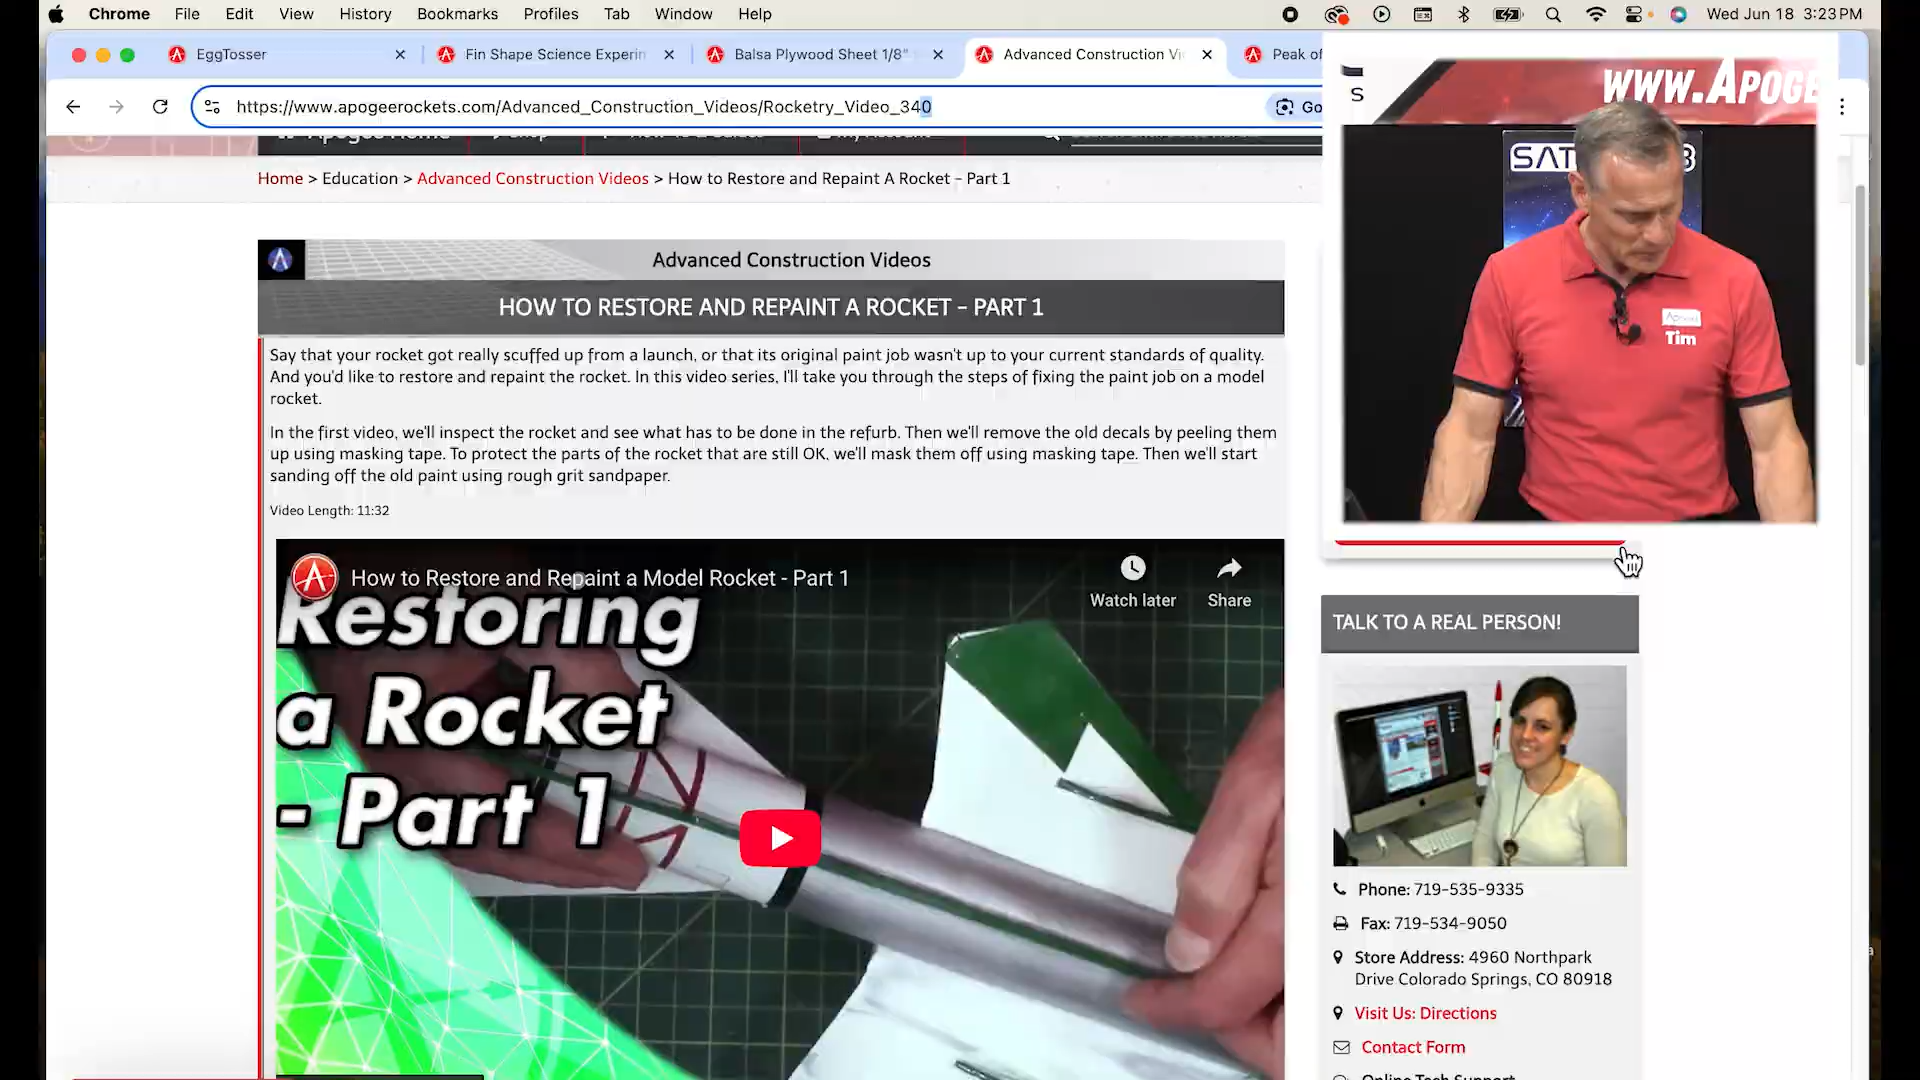 Chrome File Edit View History Bookmarks Profiles Tab Window Help Wed Jun 18 3:23 PM
EggTosser Fin Shape Science Experin Balsa Plywood Sheet 1/8" Advanced Construction Vi Peak of
https://www.apogeerockets.com/Advanced_Construction_Videos/Rocketry_Video_340 Go
WWW.APOGE
S
SAT
Home > Education > Advanced Construction Videos > How to Restore and Repaint A Rocket - Part 1
Advanced Construction Videos
HOW TO RESTORE AND REPAINT A ROCKET - PART 1
Say that your rocket got really scuffed up from a launch, or that its original paint job wasn't up to your current standards of quality.
And you'd like to restore and repaint the rocket. In this video series, I'll take you through the steps of fixing the paint job on a model
rocket.
In the first video, we'll inspect the rocket and see what has to be done in the refurb. Then we'll remove the old decals by peeling them
up using masking tape. To protect the parts of the rocket that are still OK, we'll mask them off using masking tape. Then we'll start
sanding off the old paint using rough grit sandpaper.
Video Length: 11:32
How to Restore and Repaint a Model Rocket - Part 1
Watch later
Share
Restoring
a Rocket
- Part 1
Tim
TALK TO A REAL PERSON!
Phone: 719-535-9335
Fax: 719-534-9050
Store Address: 4960 Northpark
Drive Colorado Springs, CO 80918
Visit Us: Directions
Contact Form
Online Tech Support